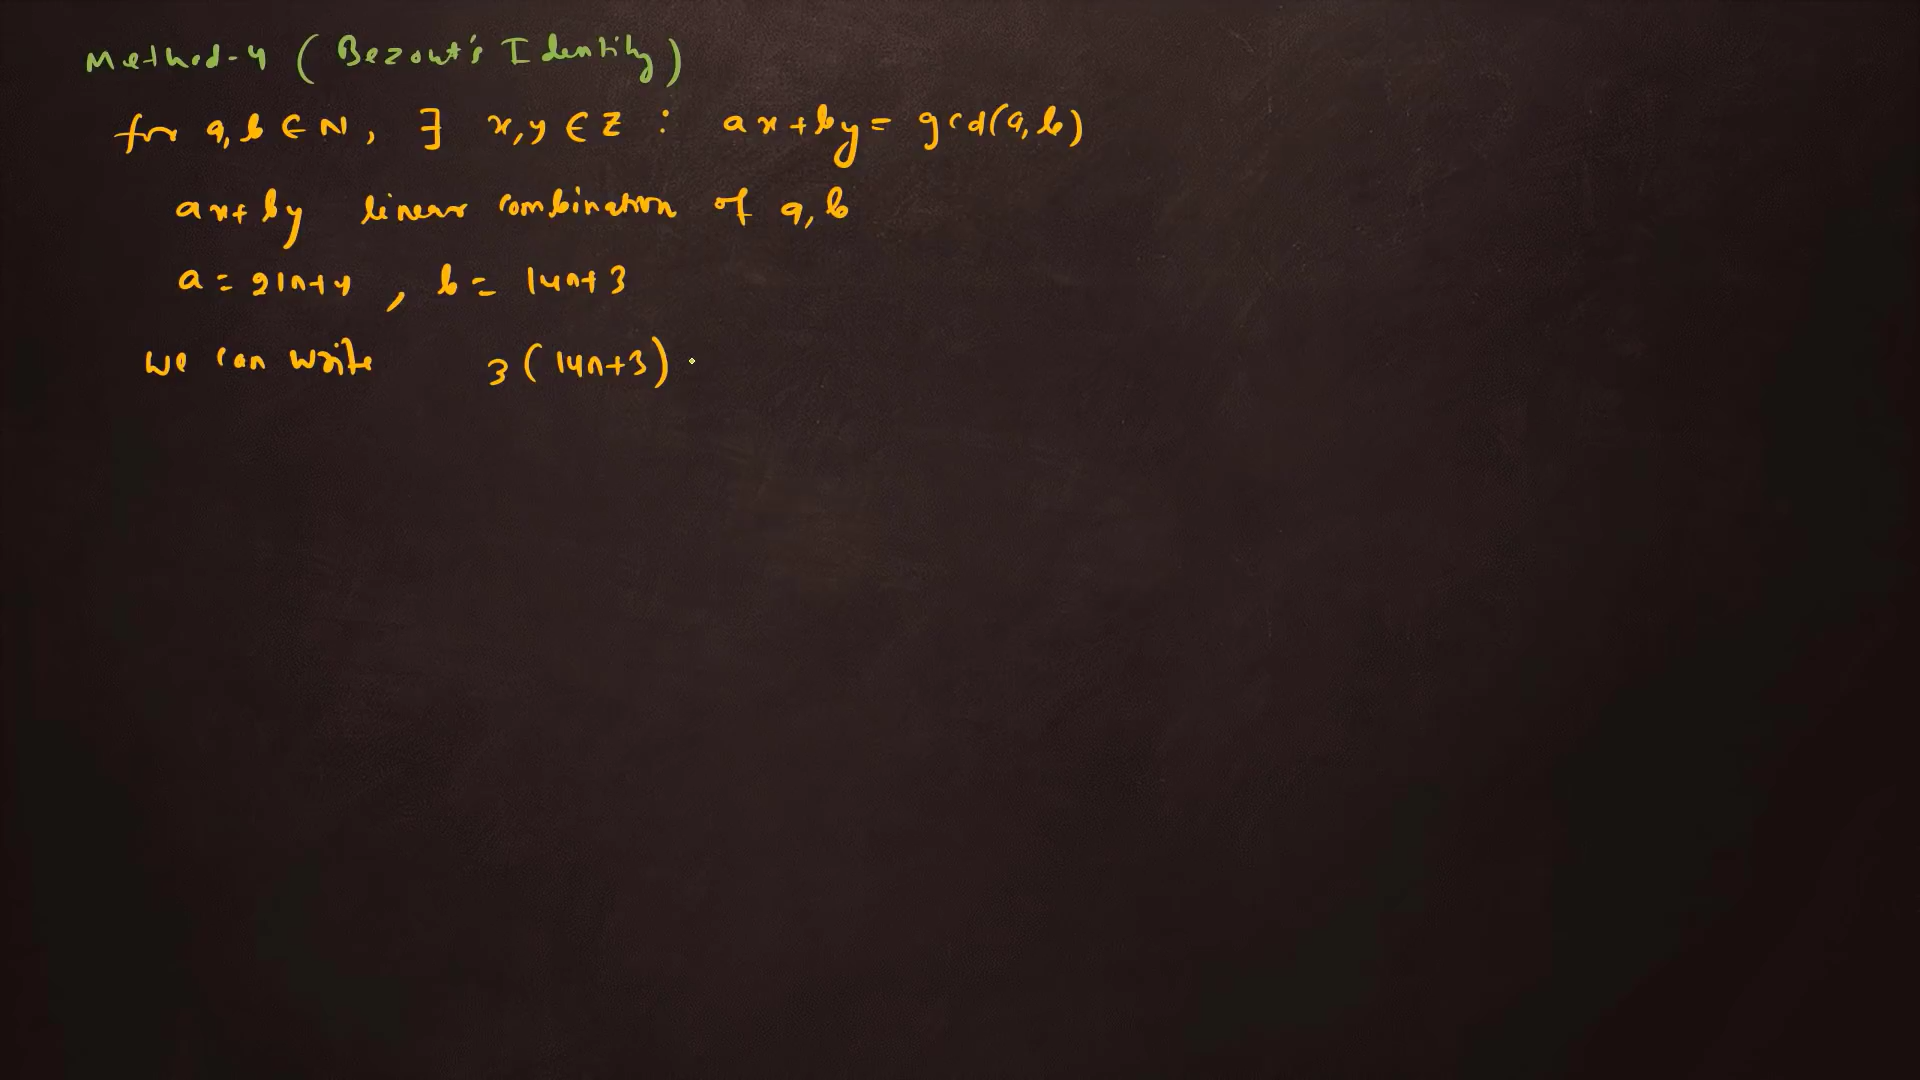 Method-4 (Bezout's Identity)
for a, b ∈ N, ∃ x, y ∈ Z : ax + by = gcd(a, b)
ax + by linear combination of a, b
a = 21n+4 , b = 14n+3
we can write 3(14n+3)